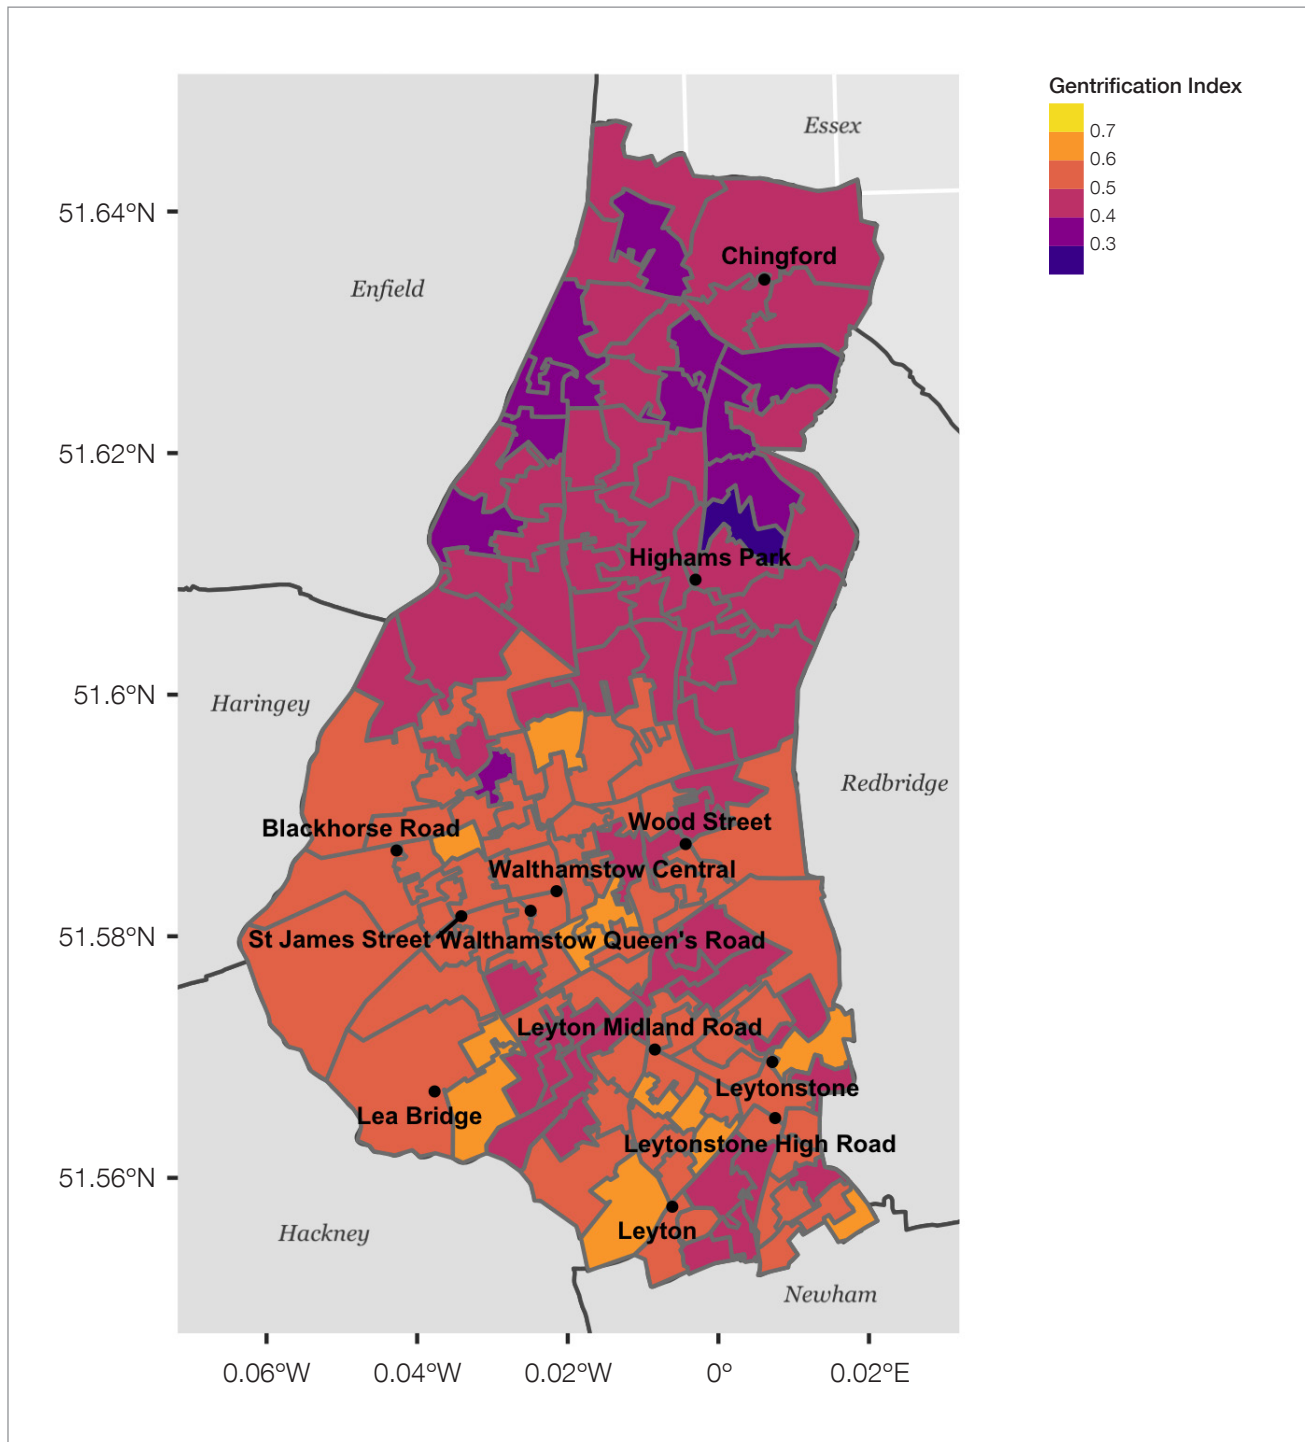 Gentrification Index
0.7
0.6
0.5
0.4
0.3
Essex
51.64°N
Chingford
Enfield
51.62°N
Highams Park
51.6°N
Haringey
Redbridge
Blackhorse Road
Wood Street
Walthamstow Central
51.58°N
St James Street
Walthamstow Queen's Road
Leyton Midland Road
Leytonstone
Lea Bridge
Leytonstone High Road
51.56°N
Hackney
Leyton
Newham
0.06°W
0.04°W
0.02°W
0°
0.02°E